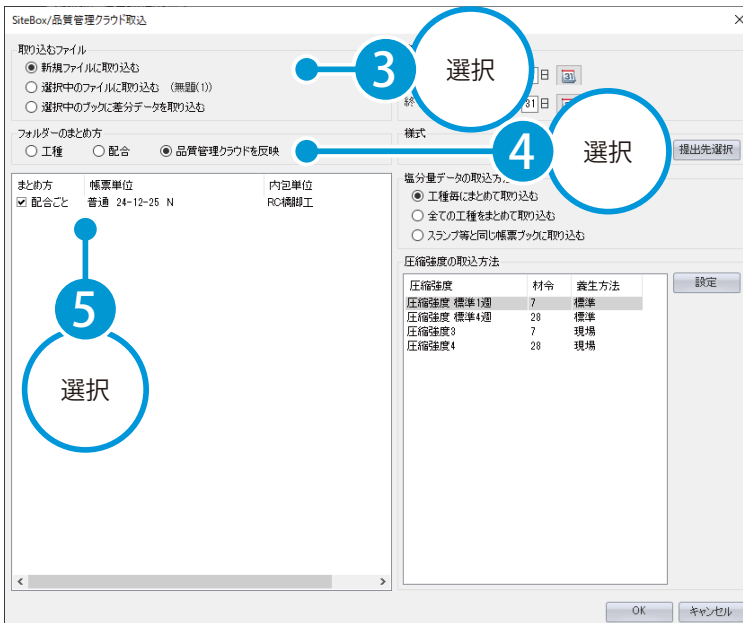 SiteBox/品質管理クラウド取込
取り込むファイル
新規ファイルに取り込む
選択中のファイルに取り込む (無題(1))
選択中のブックに差分データを取り込む
3
選択
日
31
終
31日
フォルダーのまとめ方
工種
配合
品質管理クラウドを反映
4
選択
様式
提出先選択
まとめ方
帳票単位
内包単位
配合ごと
普通 24-12-25 N
RC橋脚工
5
選択
塩分量データの取込方法
工種毎にまとめて取り込む
全ての工種をまとめて取り込む
スランプ等と同じ帳票ブックに取り込む
圧縮強度の取込方法
圧縮強度 材令 養生方法
圧縮強度 標準1週 7 標準
圧縮強度 標準4週 28 標準
圧縮強度3 7 現場
圧縮強度4 28 現場
設定
OK
キャンセル